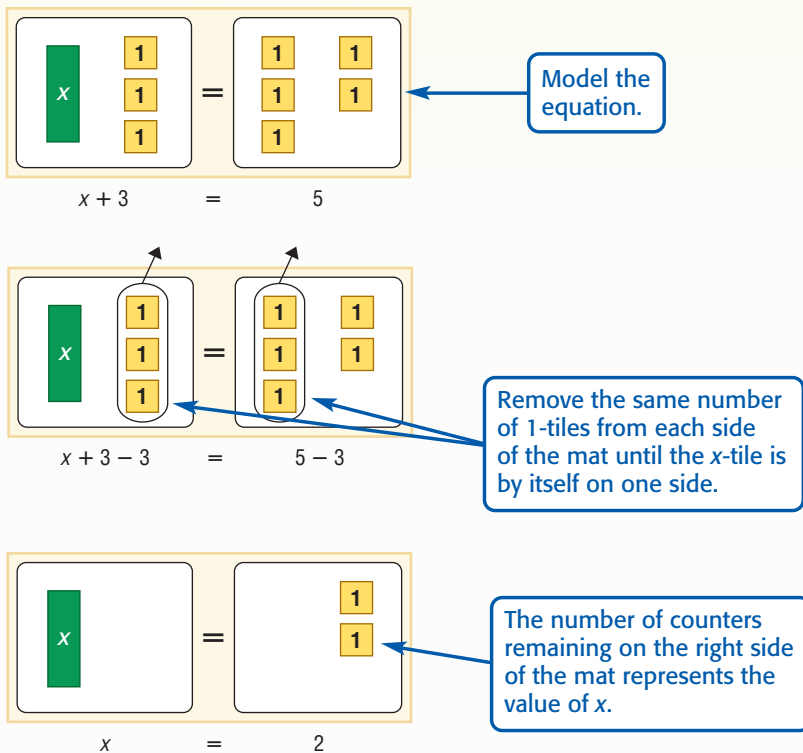 x 1 1 1 = 1 1 1 1 1
Model the
equation.
x + 3 = 5
x 1 1 1 = 1 1 1 1 1
Remove the same number
of 1-tiles from each side
of the mat until the x-tile is
by itself on one side.
x + 3 – 3 = 5 – 3
x = 1 1
The number of counters
remaining on the right side
of the mat represents the
value of x.
x = 2